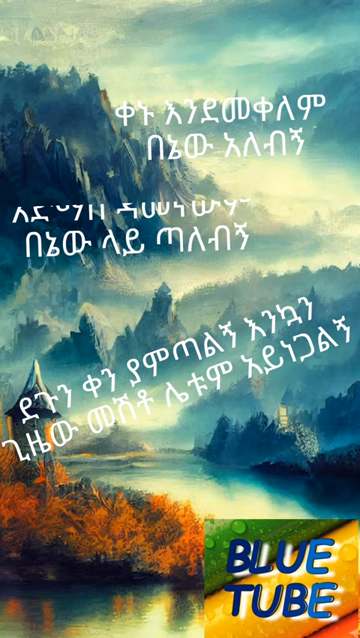 ቀኑ እንደመቀለም
በኔው አለብኝ
በኔው ላይ ጣለብኝ
ደጉን ቀን ያምጣልኝ እንኳን
ጊዜው መሽቶ ሌቱም አይነጋልኝ
BLUE
TUBE